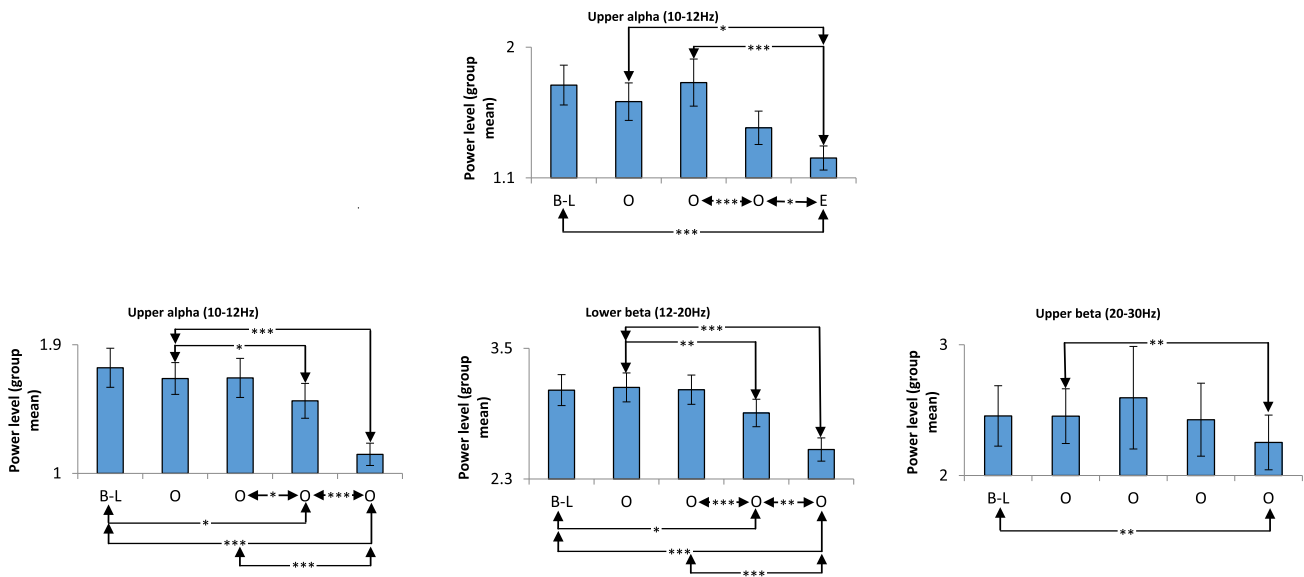 Upper alpha (10-12Hz)
*
***
2
Power level (group
mean)
1.1
B-L O O *** O * E
***
Upper alpha (10-12Hz)
***
*
1.9
Power level (group
mean)
1
B-L O O * O *** O
*
***
***
Lower beta (12-20Hz)
***
**
3.5
Power level (group
mean)
2.3
B-L O O *** O ** O
*
***
***
Upper beta (20-30Hz)
**
3
Power level (group
mean)
2
B-L O O O O
**